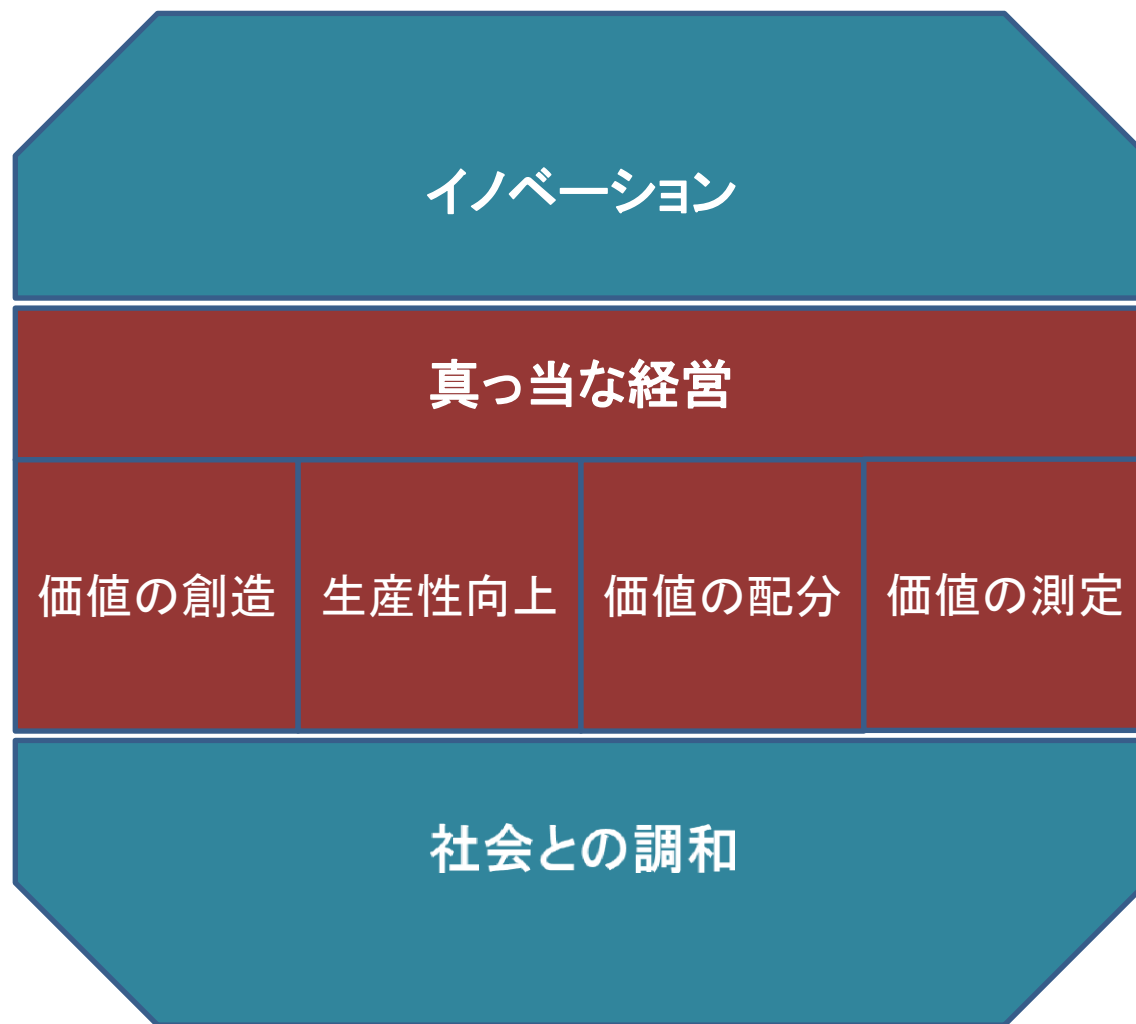 イノベーション
真っ当な経営
価値の創造
生産性向上
価値の配分
価値の測定
社会との調和